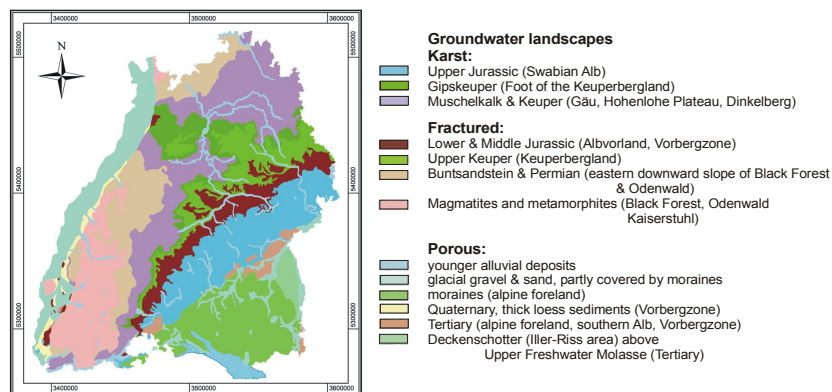 3400000 3500000 3600000
5500000 5500000
N
5400000 5400000
5300000 5300000
3400000 3500000 3600000
Groundwater landscapes
Karst:
Upper Jurassic (Swabian Alb)
Gipskeuper (Foot of the Keuperbergland)
Muschelkalk & Keuper (Gäu, Hohenlohe Plateau, Dinkelberg)
Fractured:
Lower & Middle Jurassic (Albvorland, Vorbergzone)
Upper Keuper (Keuperbergland)
Buntsandstein & Permian (eastern downward slope of Black Forest
& Odenwald)
Magmatites and metamorphites (Black Forest, Odenwald
Kaiserstuhl)
Porous:
younger alluvial deposits
glacial gravel & sand, partly covered by moraines
moraines (alpine foreland)
Quaternary, thick loess sediments (Vorbergzone)
Tertiary (alpine foreland, southern Alb, Vorbergzone)
Deckenschotter (Iller-Riss area) above
Upper Freshwater Molasse (Tertiary)